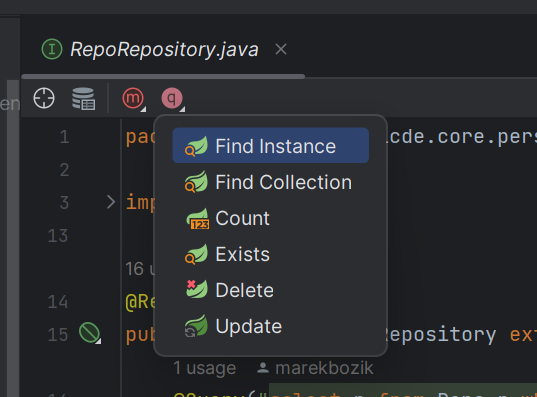 RepoRepository.java
en
m
q
1
pac
cde.core.pers
2
3
imp
13
16 u
14
@Re
15
pub
Repository ext
1 usage
marekbozik
Find Instance
Find Collection
123
Count
Exists
Delete
G
Update